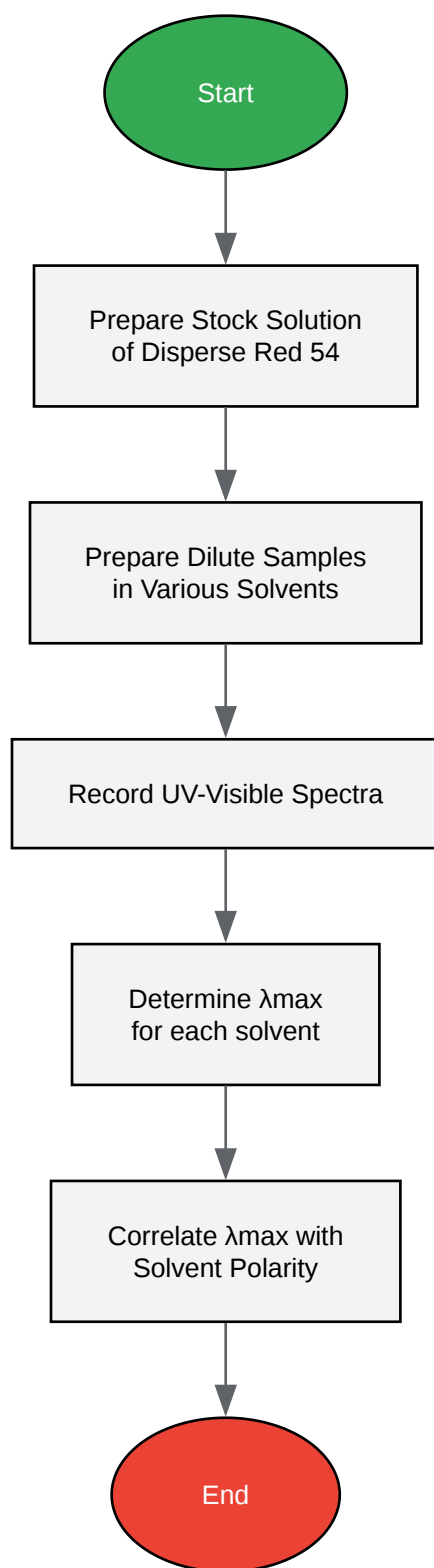 Start
Prepare Stock Solution
of Disperse Red 54
Prepare Dilute Samples
in Various Solvents
Record UV-Visible Spectra
Determine λmax
for each solvent
Correlate λmax with
Solvent Polarity
End